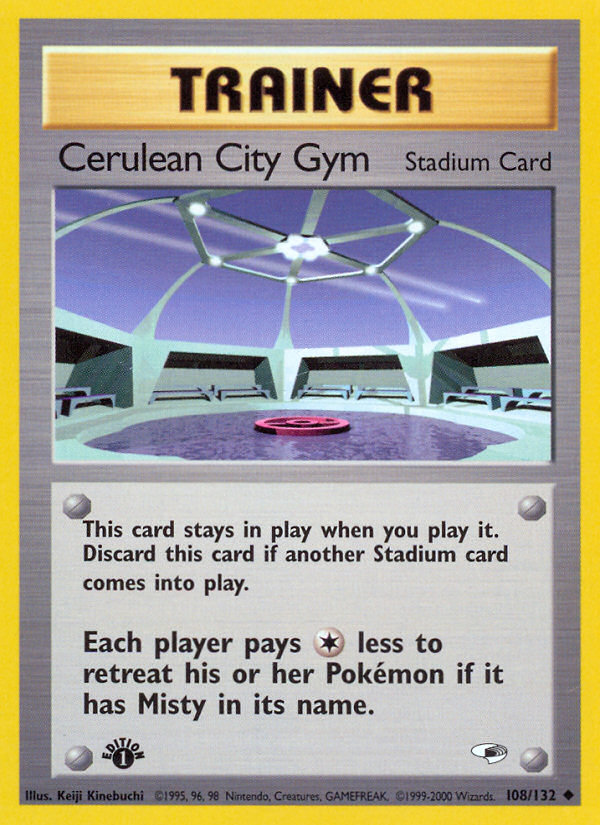 TRAINER
Cerulean City Gym Stadium Card
This card stays in play when you play it.
Discard this card if another Stadium card
comes into play.
Each player pays less to
retreat his or her Pokémon if it
has Misty in its name.
EDITION
1
Illus. Keiji Kinebuchi ©1995, 96, 98 Nintendo, Creatures, GAMEFREAK. ©1999-2000 Wizards. 108/132